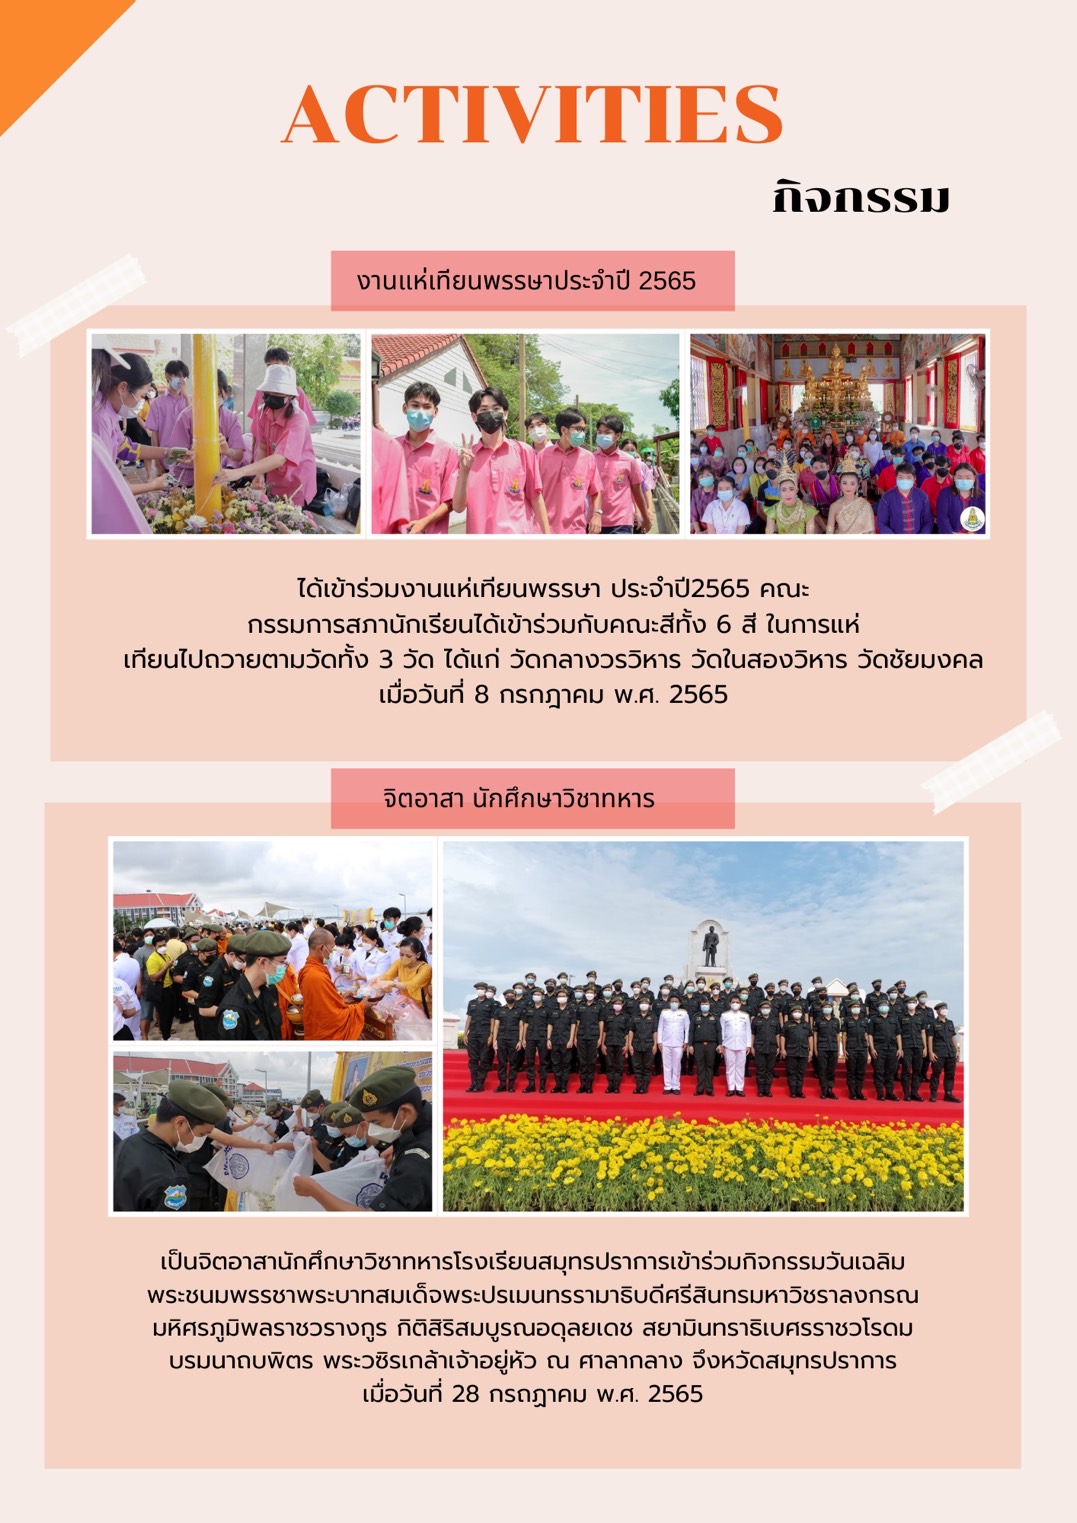 ACTIVITIES
กิจกรรม
งานแห่เทียนพรรษาประจำปี 2565
ได้เข้าร่วมงานแห่เทียนพรรษา ประจำปี2565 คณะ
กรรมการสภานักเรียนได้เข้าร่วมกับคณะสีทั้ง 6 สี ในการแห่
เทียนไปถวายตามวัดทั้ง 3 วัด ได้แก่ วัดกลางวรวิหาร วัดในสองวิหาร วัดชัยมงคล
เมื่อวันที่ 8 กรกฎาคม พ.ศ. 2565
จิตอาสา นักศึกษาวิชาทหาร
เป็นจิตอาสานักศึกษาวิชาทหารโรงเรียนสมุทรปราการเข้าร่วมกิจกรรมวันเฉลิม
พระชนมพรรชาพระบาทสมเด็จพระปรเมนทรรามาธิบดีศรีสินทรมหาวิชราลงกรณ
มหิศรภูมิพลราชวรางกูร กิติสิริสมบูรณอดุลยเดช สยามินทราธิเบศรราชวโรดม
บรมนาถบพิตร พระวชิรเกล้าเจ้าอยู่หัว ณ ศาลากลาง จึงหวัดสมุทรปราการ
เมื่อวันที่ 28 กรถฏาคม พ.ศ. 2565